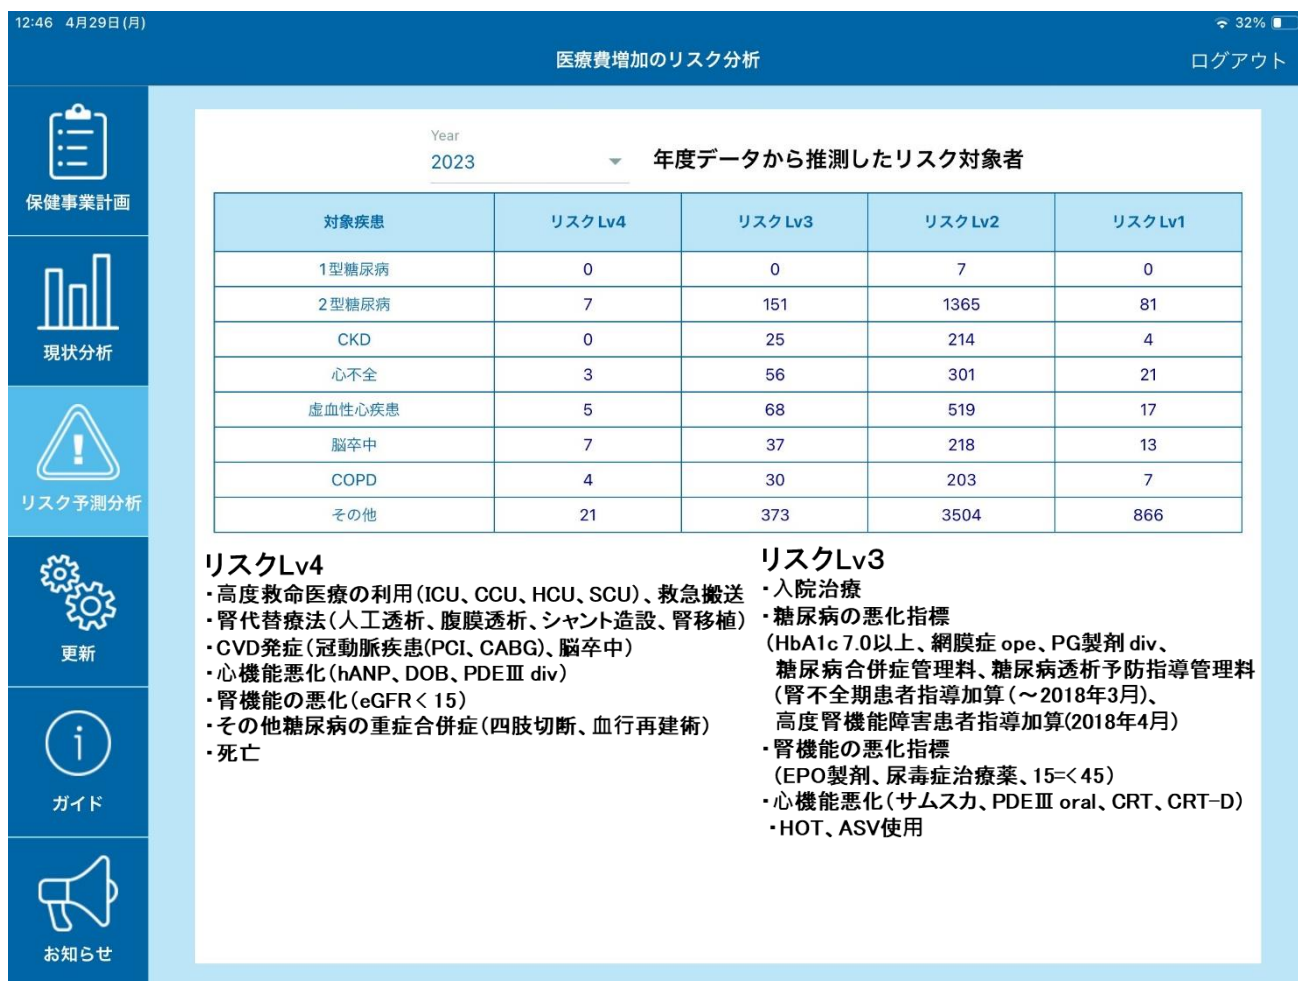 12:46 4月29日(月)
32%
医療費増加のリスク分析
ログアウト
保健事業計画
現状分析
リスク予測分析
更新
ガイド
お知らせ
Year
2023
年度データから推測したリスク対象者
対象疾患 リスクLv4 リスクLv3 リスクLv2 リスクLv1
1型糖尿病 0 0 7 0
2型糖尿病 7 151 1365 81
CKD 0 25 214 4
心不全 3 56 301 21
虚血性心疾患 5 68 519 17
脳卒中 7 37 218 13
COPD 4 30 203 7
その他 21 373 3504 866
リスクLv4
・高度救命医療の利用(ICU、CCU、HCU、SCU)、救急搬送
・腎代替療法(人工透析、腹膜透析、シャント造設、腎移植)
・CVD発症(冠動脈疾患(PCI、CABG)、脳卒中)
・心機能悪化(hANP、DOB、PDEⅢ div)
・腎機能の悪化(eGFR<15)
・その他糖尿病の重症合併症(四肢切断、血行再建術)
・死亡
リスクLv3
・入院治療
・糖尿病の悪化指標
(HbA1c 7.0以上、網膜症 ope、PG製剤 div、
糖尿病合併症管理料、糖尿病透析予防指導管理料
(腎不全期患者指導加算(～2018年3月)、
高度腎機能障害患者指導加算(2018年4月)
・腎機能の悪化指標
(EPO製剤、尿毒症治療薬、15=<45)
・心機能悪化(サムスカ、PDEⅢ oral、CRT、CRT-D)
・HOT、ASV使用